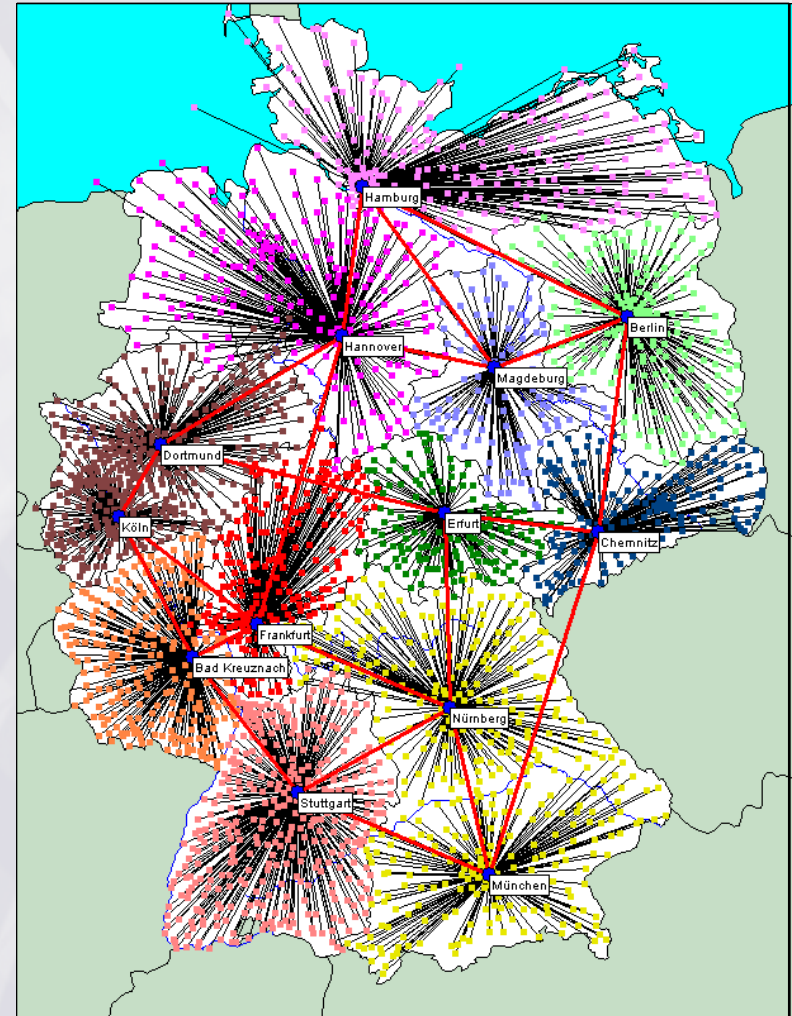 Hamburg
Berlin
Hannover
Magdeburg
Dortmund
Köln
Erfurt
Chemnitz
Frankfurt
Bad Kreuznach
Nürnberg
Stuttgart
München